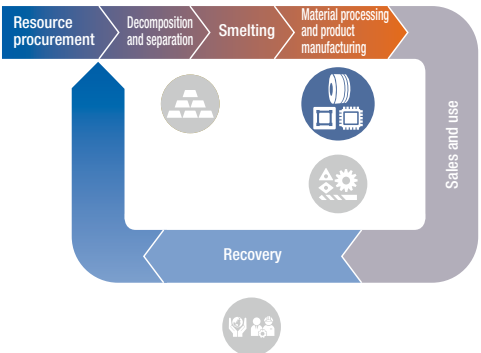 Resource
procurement
Decomposition
and separation
Smelting
Material processing
and product
manufacturing
Sales and use
Recovery